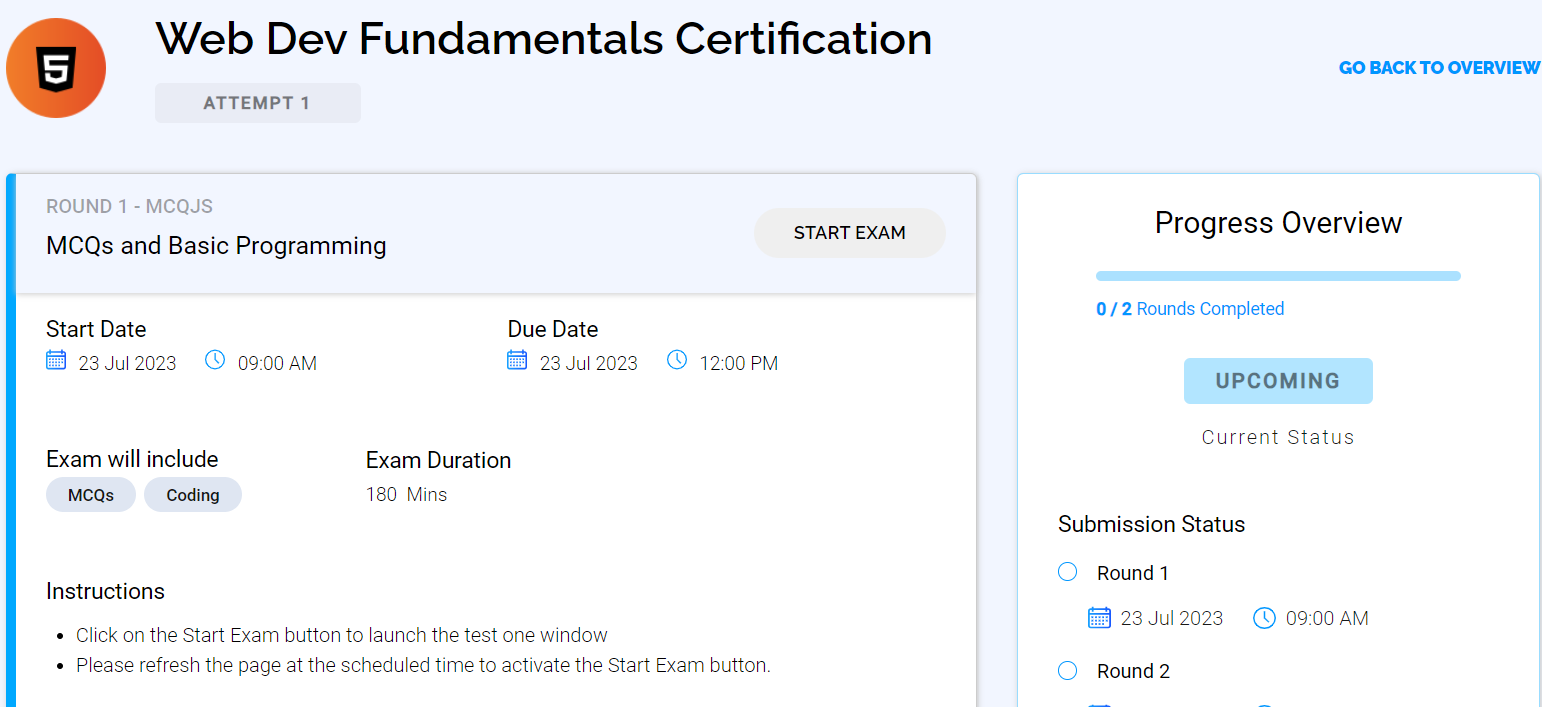 Web Dev Fundamentals Certification
ATTEMPT 1
GO BACK TO OVERVIEW
ROUND 1 - MCQJS
MCQs and Basic Programming
START EXAM
Start Date
23 Jul 2023 09:00 AM
Due Date
23 Jul 2023 12:00 PM
Exam will include
MCQs Coding
Exam Duration
180 Mins
Instructions
Click on the Start Exam button to launch the test one window
Please refresh the page at the scheduled time to activate the Start Exam Button.
Progress Overview
0 / 2 Rounds Completed
UPCOMING
Current Status
Submission Status
Round 1
23 Jul 2023 09:00 AM
Round 2